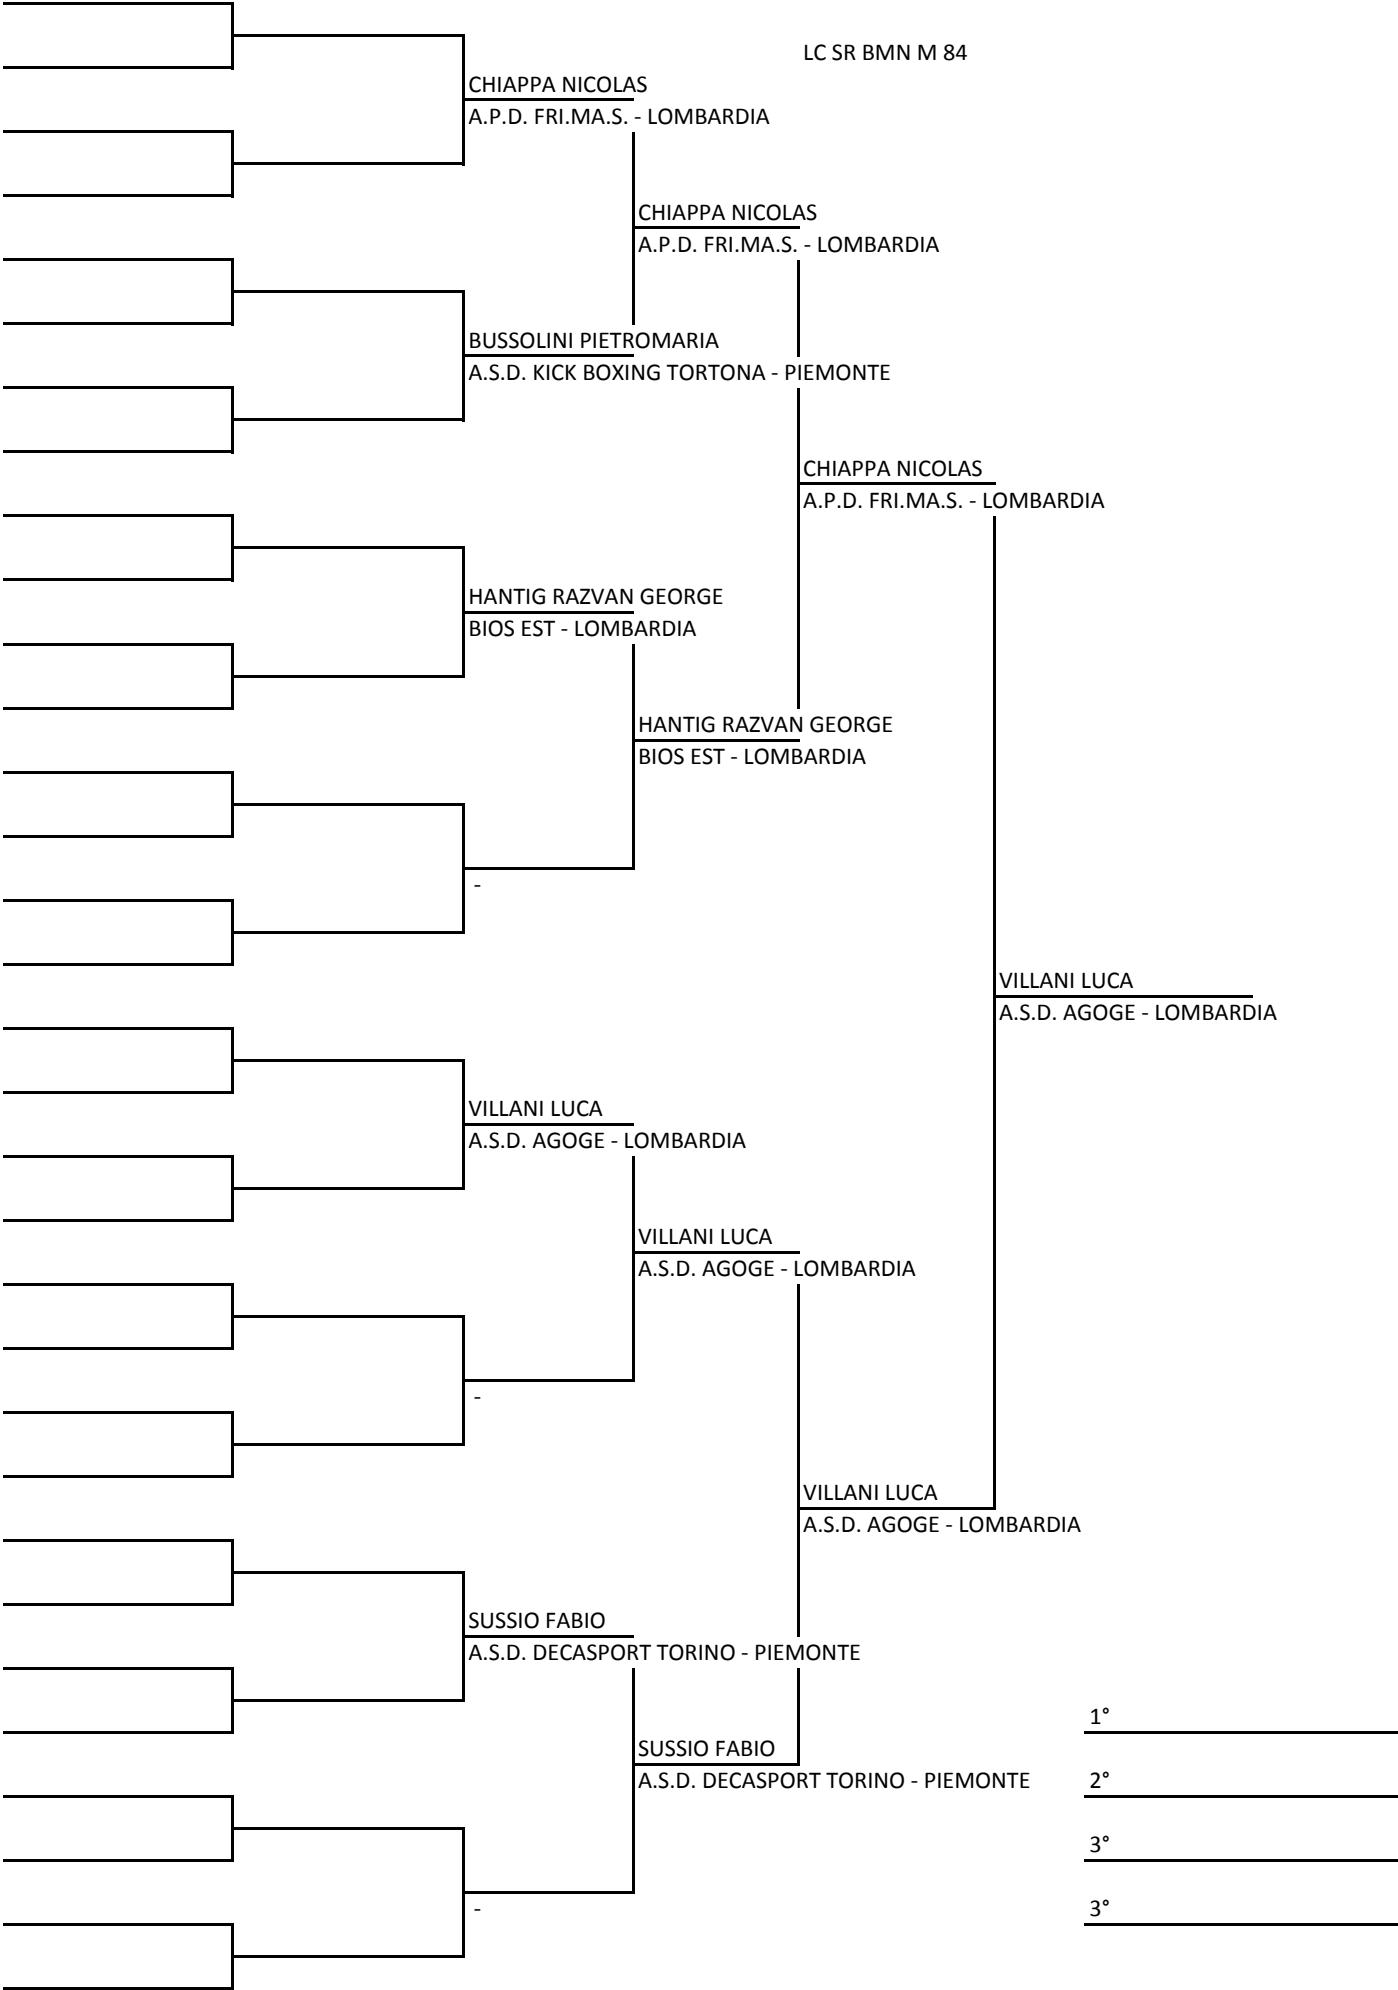 LC SR BMN M 84
CHIAPPA NICOLAS
A.P.D. FRI.MA.S. - LOMBARDIA
CHIAPPA NICOLAS
A.P.D. FRI.MA.S. - LOMBARDIA
BUSSOLINI PIETROMARIA
A.S.D. KICK BOXING TORTONA - PIEMONTE
CHIAPPA NICOLAS
A.P.D. FRI.MA.S. - LOMBARDIA
HANTIG RAZVAN GEORGE
BIOS EST - LOMBARDIA
HANTIG RAZVAN GEORGE
BIOS EST - LOMBARDIA
-
VILLANI LUCA
A.S.D. AGOGE - LOMBARDIA
VILLANI LUCA
A.S.D. AGOGE - LOMBARDIA
VILLANI LUCA
A.S.D. AGOGE - LOMBARDIA
-
VILLANI LUCA
A.S.D. AGOGE - LOMBARDIA
SUSSIO FABIO
A.S.D. DECASPORT TORINO - PIEMONTE
1°
SUSSIO FABIO
A.S.D. DECASPORT TORINO - PIEMONTE
2°
3°
-
3°